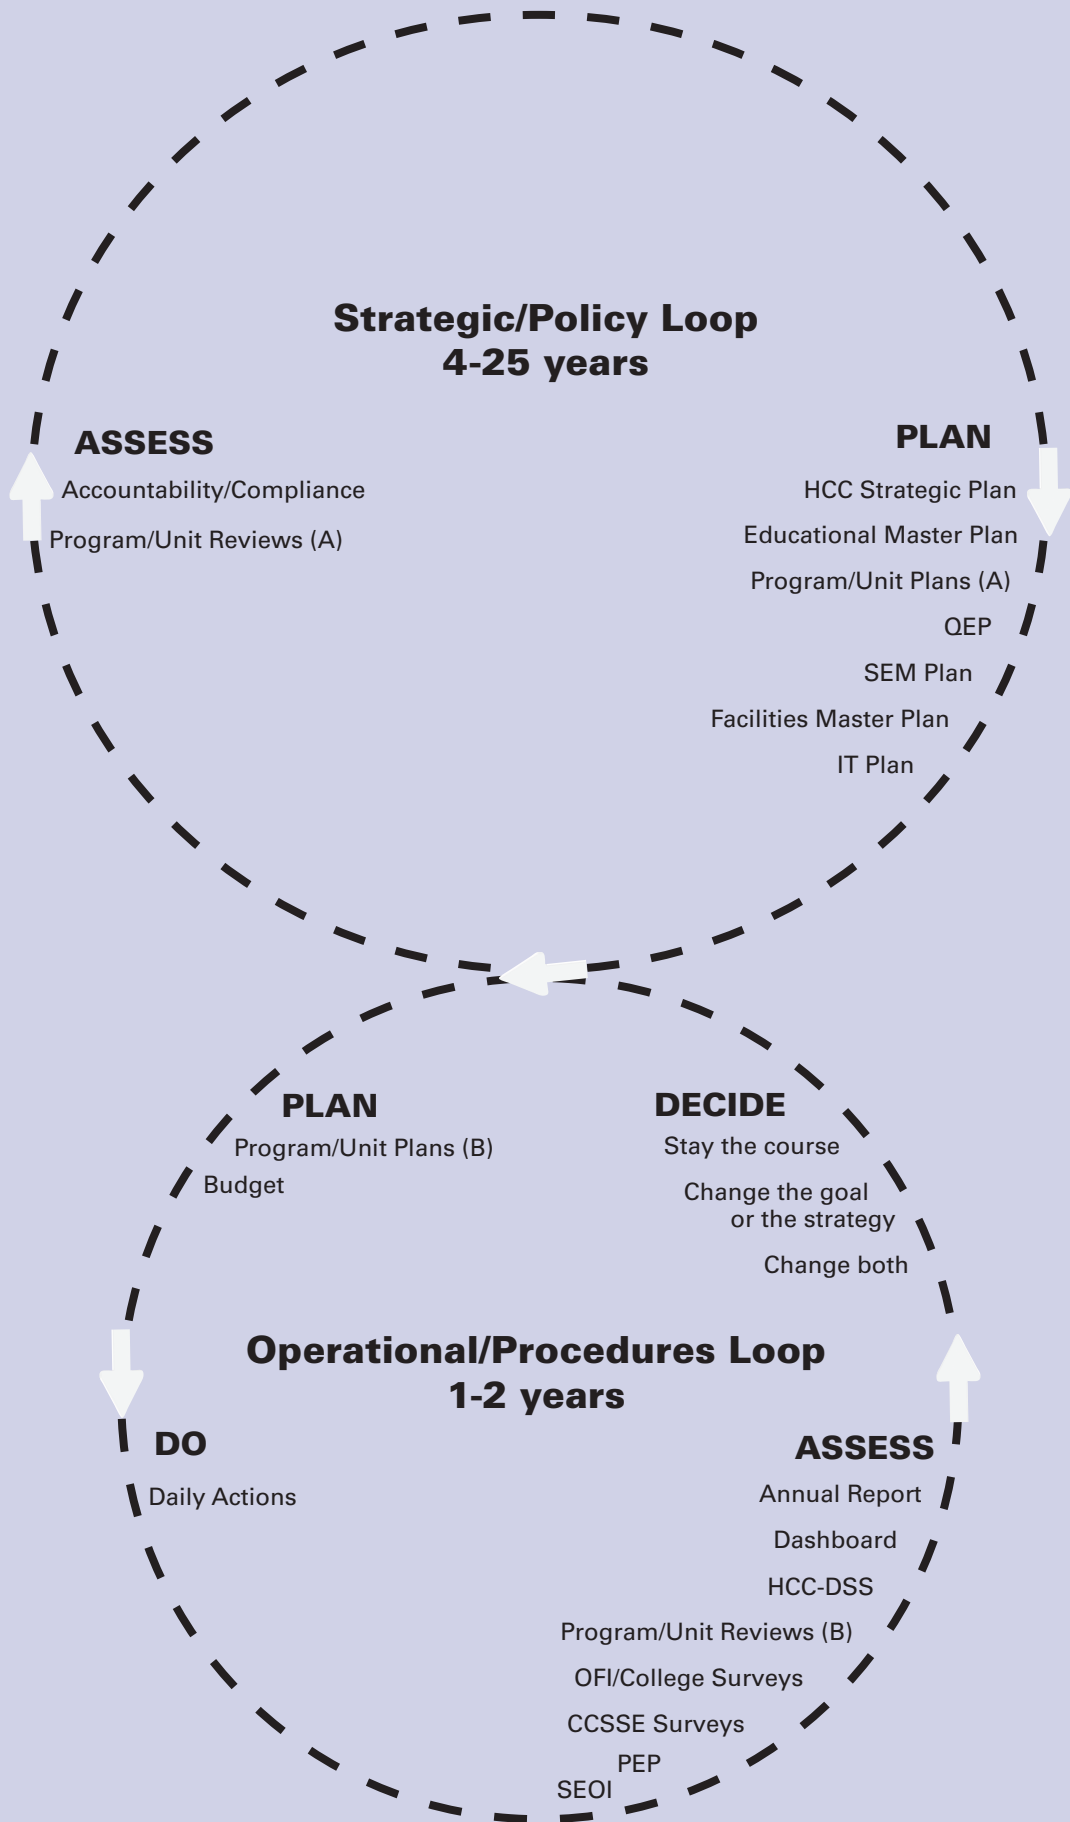 Strategic/Policy Loop
4-25 years
ASSESS
Accountability/Compliance
Program/Unit Reviews (A)
PLAN
HCC Strategic Plan
Educational Master Plan
Program/Unit Plans (A)
QEP
SEM Plan
Facilities Master Plan
IT Plan
PLAN
Program/Unit Plans (B)
Budget
DECIDE
Stay the course
Change the goal
or the strategy
Change both
Operational/Procedures Loop
1-2 years
DO
Daily Actions
ASSESS
Annual Report
Dashboard
HCC-DSS
Program/Unit Reviews (B)
OFI/College Surveys
CCSSE Surveys
PEP
SEOI